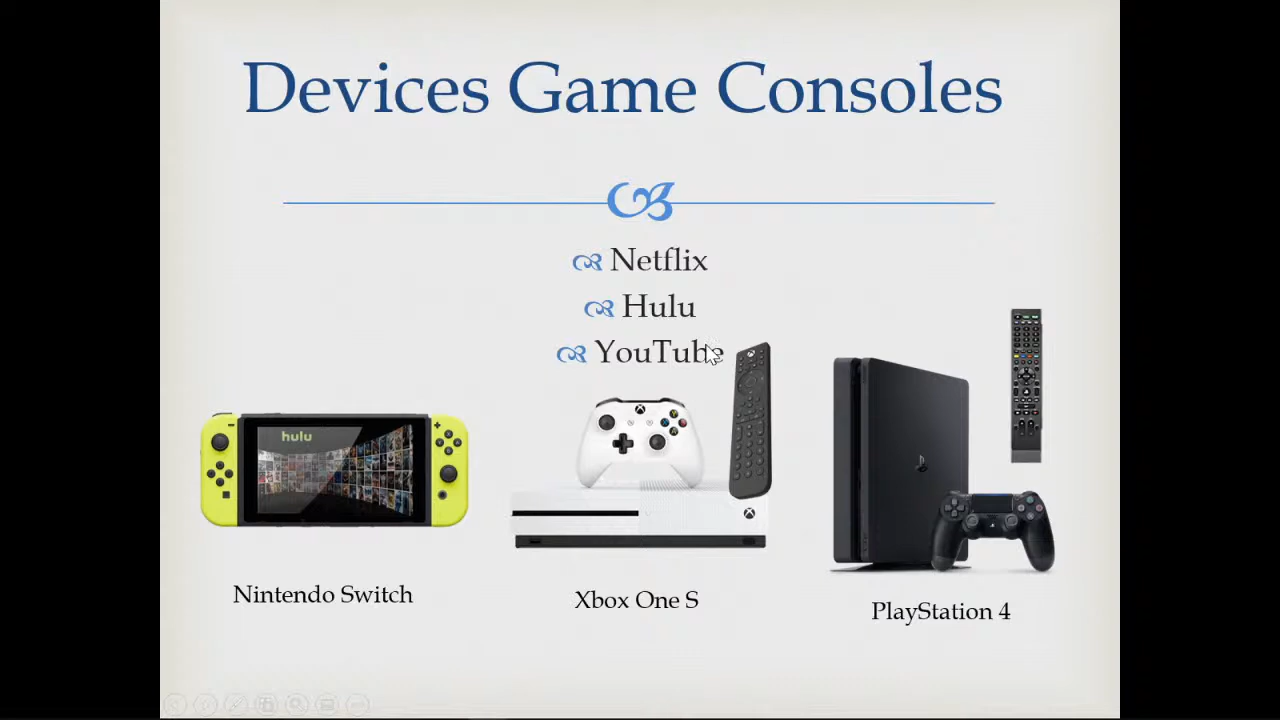 Devices Game Consoles
Netflix
Hulu
YouTube
hulu
Nintendo Switch
Xbox One S
PlayStation 4